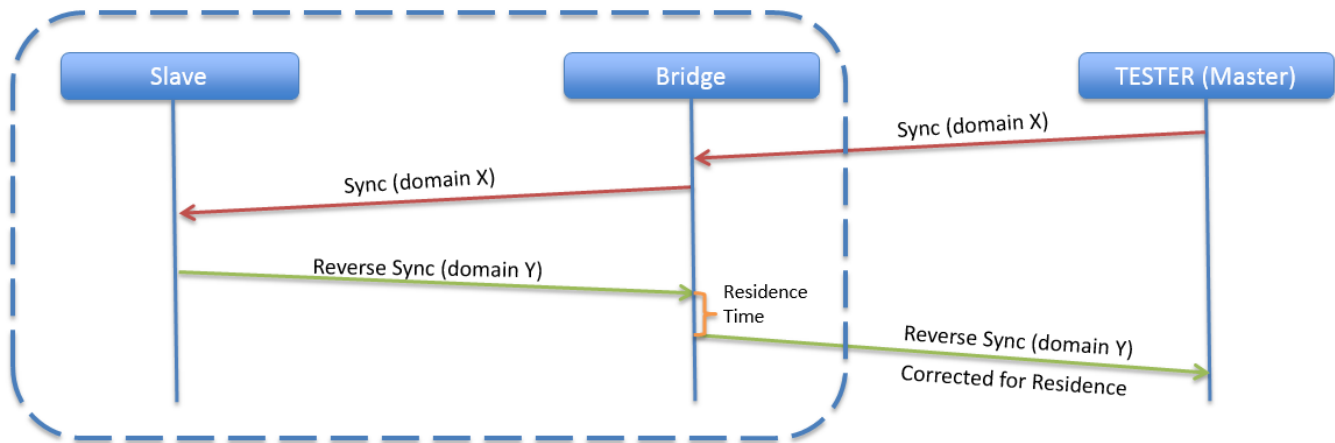 Slave
Bridge
TESTER (Master)
Sync (domain X)
Sync (domain X)
Reverse Sync (domain Y)
Residence
Time
Reverse Sync (domain Y)
Corrected for Residence